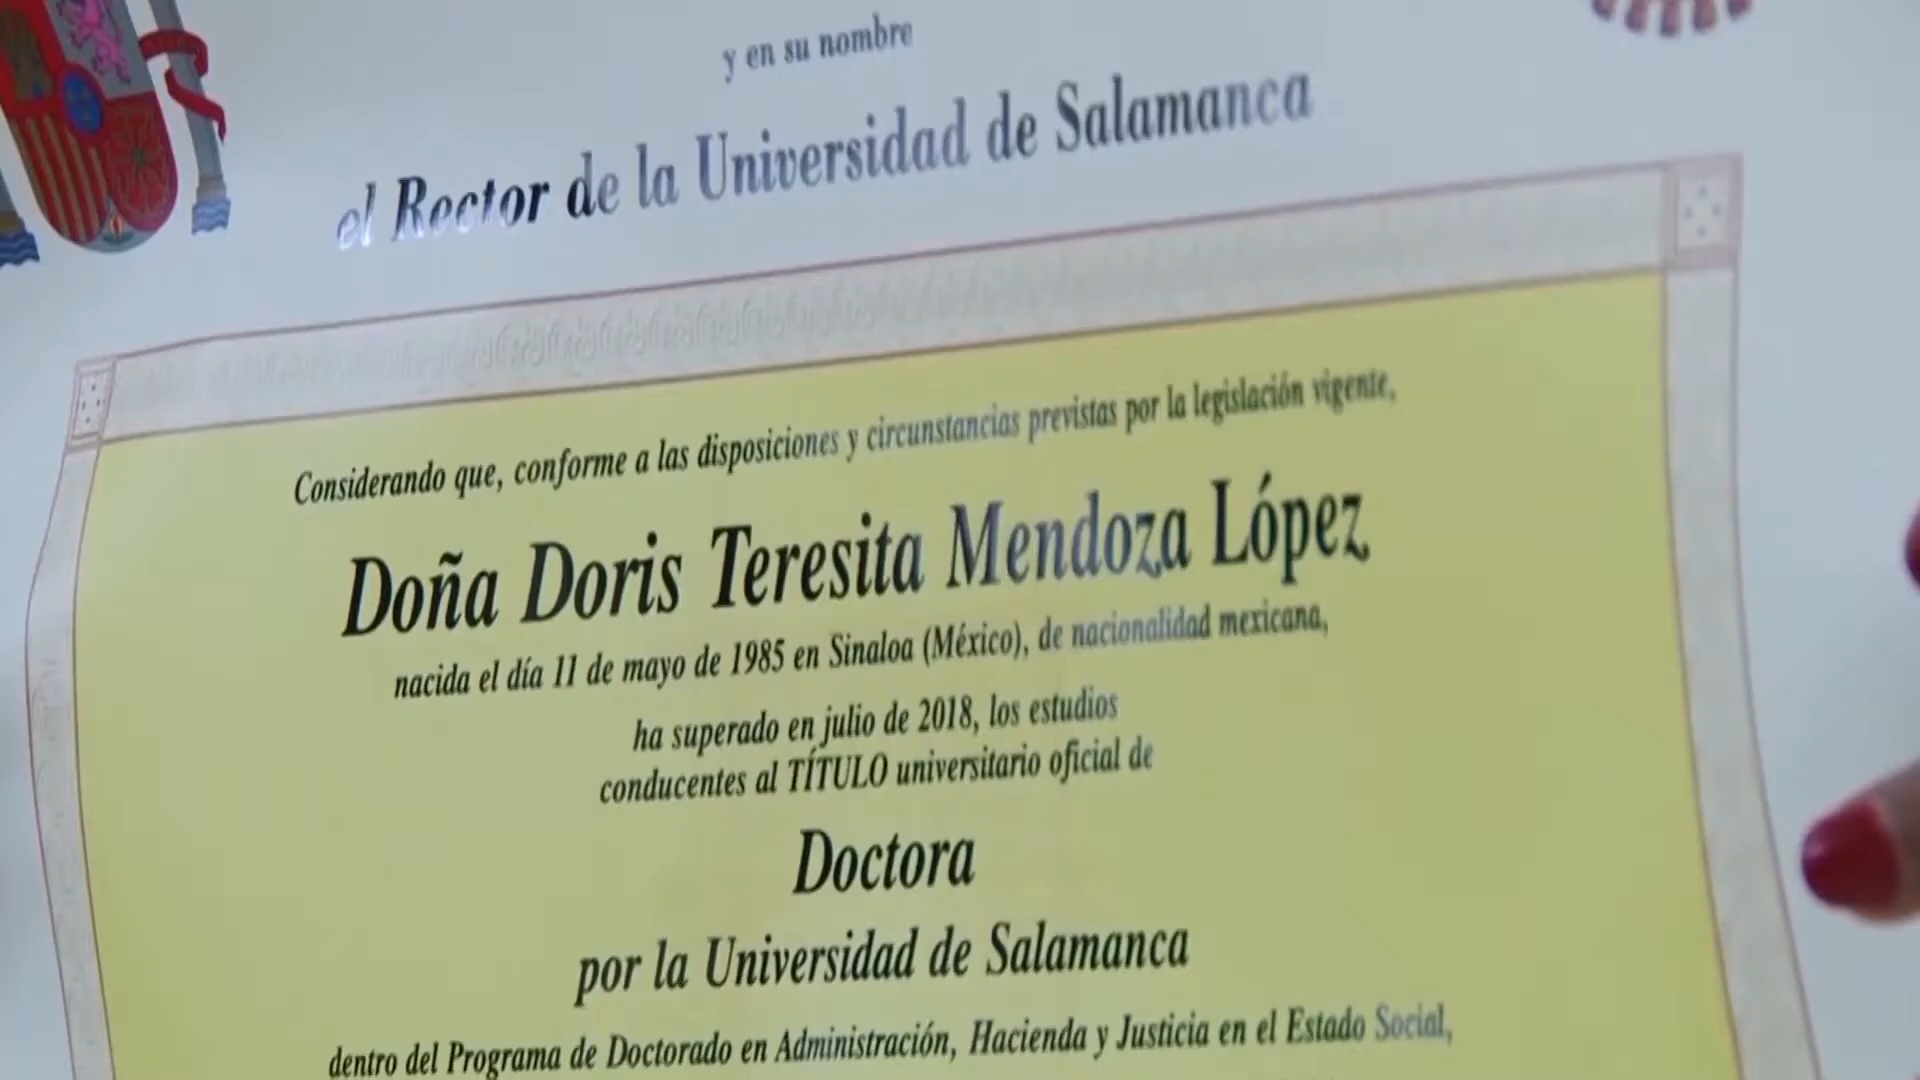 y en su nombre
el Rector de la Universidad de Salamanca
Considerando que, conforme a las disposiciones y circunstancias previstas por la legislación vigente,
Doña Doris Teresita Mendoza López
nacida el día 11 de mayo de 1985 en Sinaloa (México), de nacionalidad mexicana,
ha superado en julio de 2018, los estudios
conducentes al TÍTULO universitario oficial de
Doctora
por la Universidad de Salamanca
dentro del Programa de Doctorado en Administración, Hacienda y Justicia en el Estado Social,